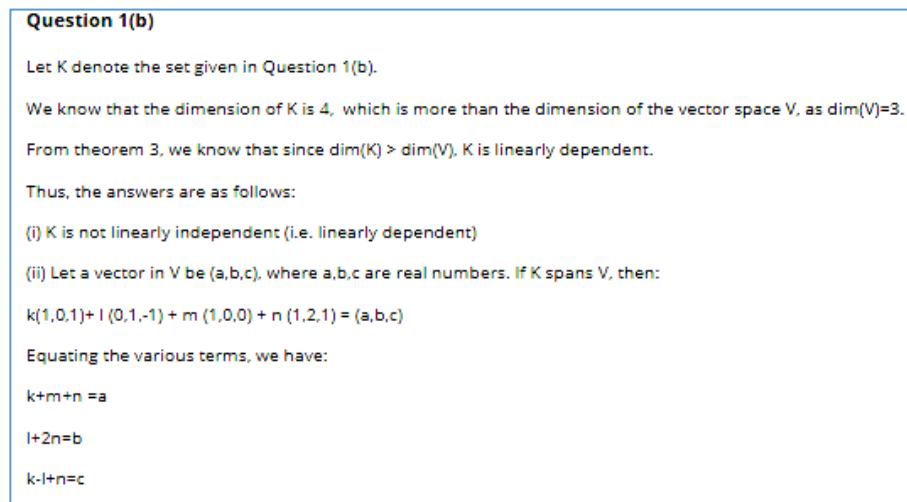 Question 1(b)
Let K denote the set given in Question 1(b).
We know that the dimension of K is 4, which is more than the dimension of the vector space V, as dim(V)=3.
From theorem 3, we know that since dim(K) > dim(V), K is linearly dependent.
Thus, the answers are as follows:
(i) K is not linearly independent (i.e. linearly dependent)
(ii) Let a vector in V be (a,b,c), where a,b,c are real numbers. If K spans V, then:
k(1,0,1)+ l (0,1,-1) + m (1,0,0) + n (1,2,1) = (a,b,c)
Equating the various terms, we have:
k+m+n =a
l+2n=b
k-l+n=c